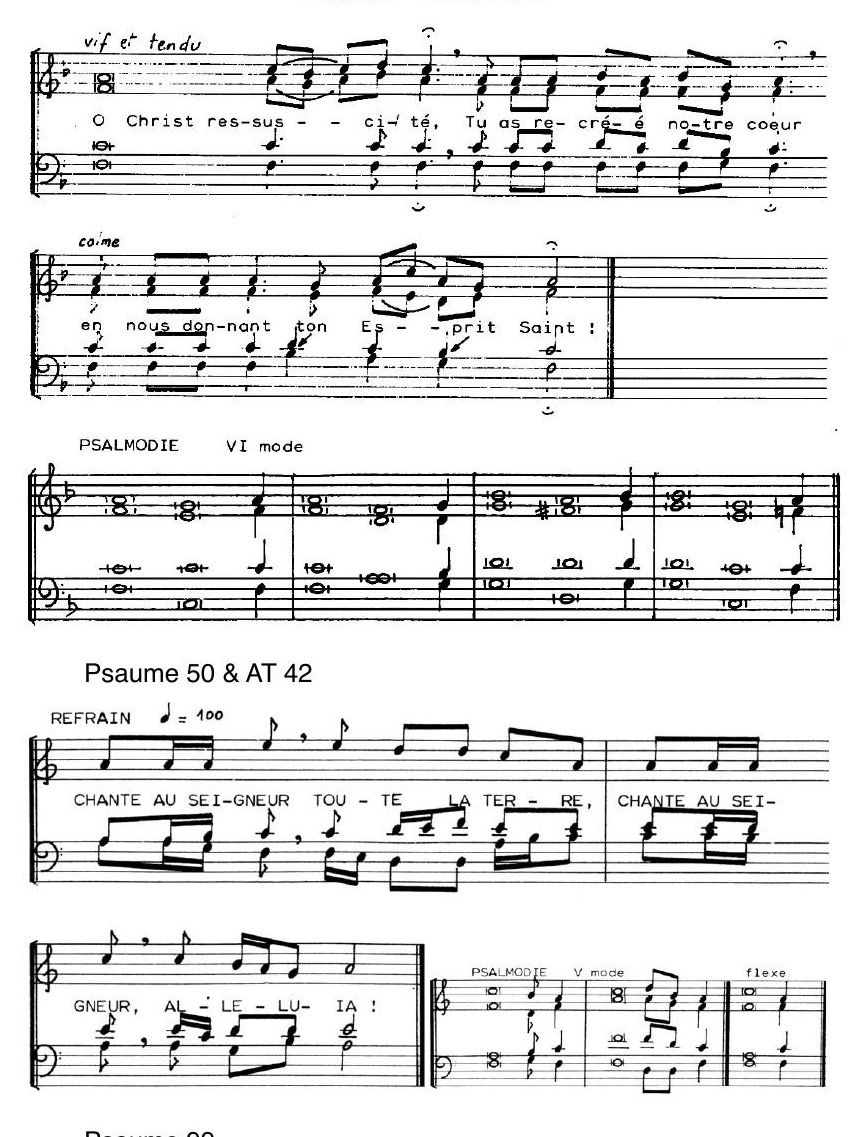 vif et tendu
O Christ res-sus - - ci-té, Tu as re-cré-é no-tre coeur
calme
en nous don-nant ton Es - -prit Saint !
PSALMODIE VI mode
Psaume 50 & AT 42
REFRAIN = 100
CHANTE AU SEI-GNEUR TOU - TE LA TER - RE, CHANTE AU SEI-
GNEUR, AL - LE - LU- IA !
PSALMODIE V mode flexe